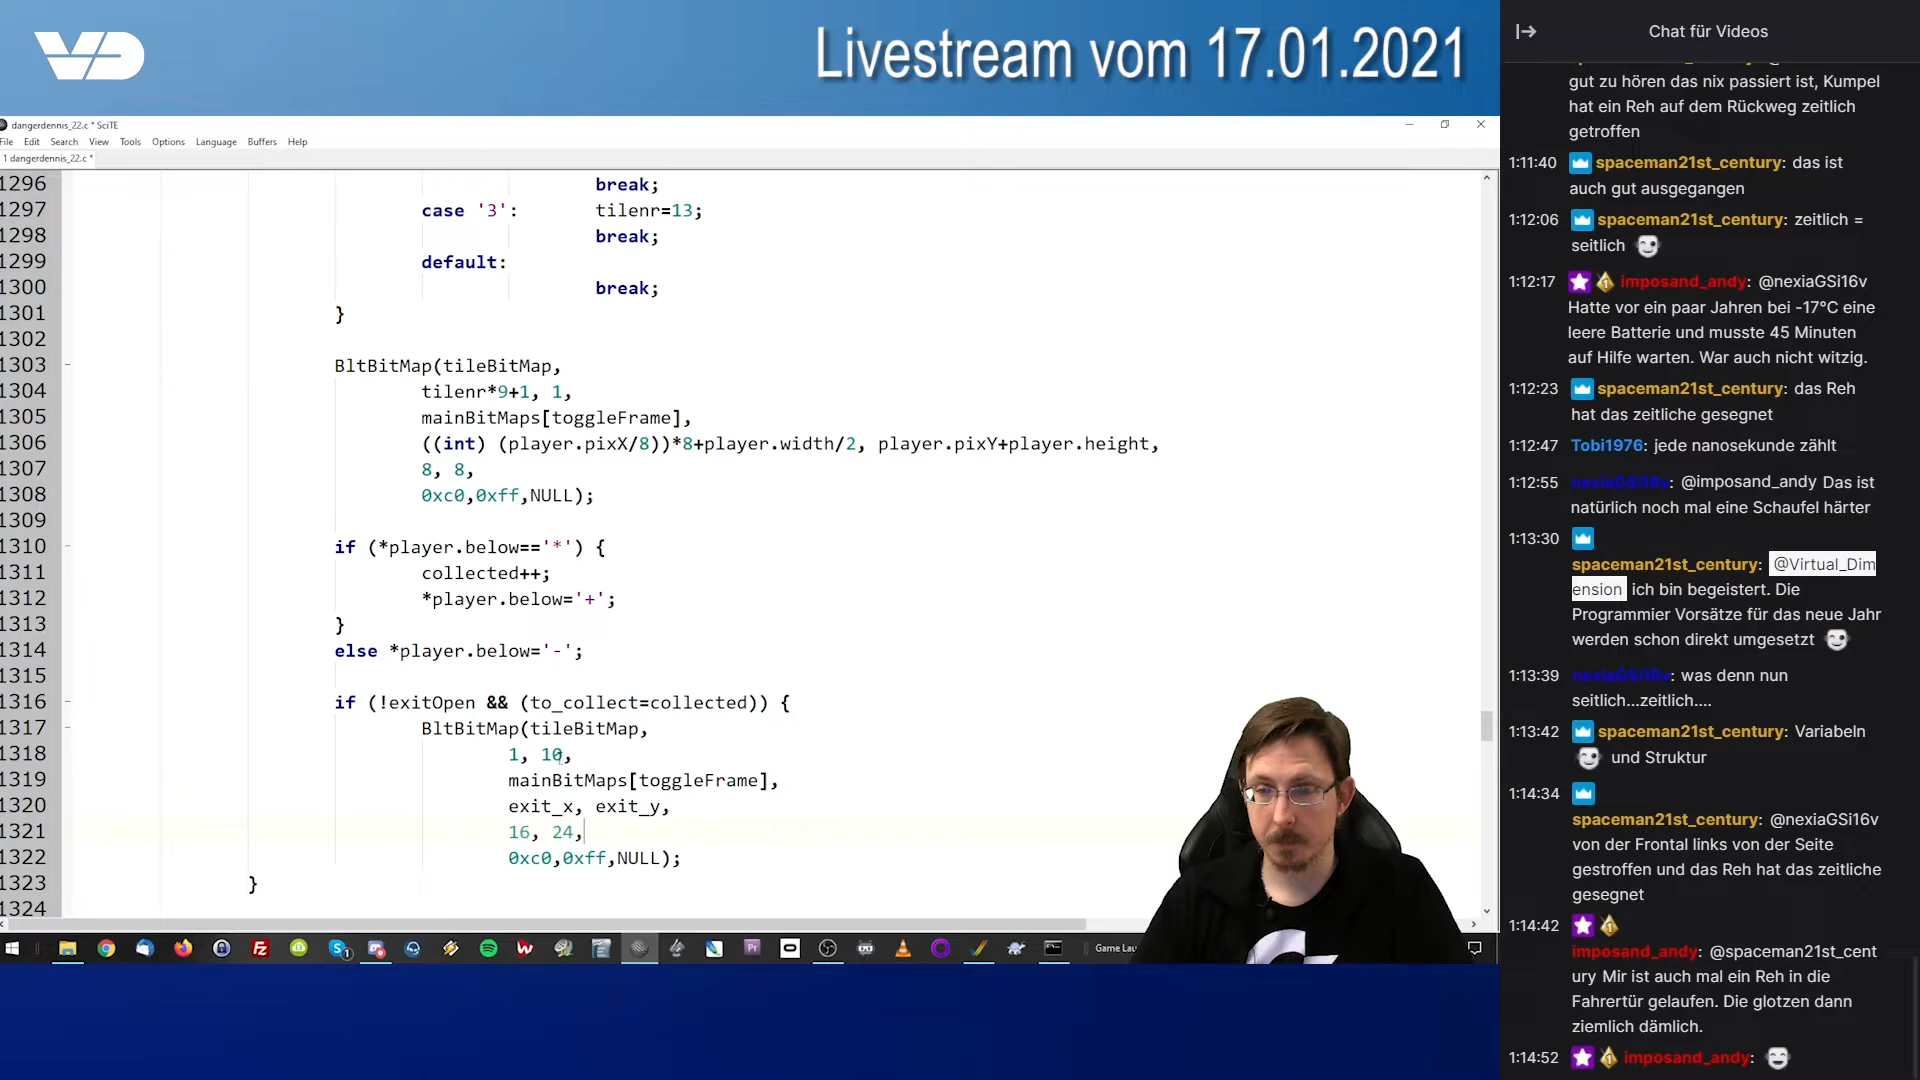 VD
Livestream vom 17.01.2021
dangerdennis_22.c * SciTE
File Edit Search View Tools Options Language Buffers Help
1 dangerdennis_22.c *
1296 break;
1297 case '3': tilenr=13;
1298 break;
1299 default:
1300 break;
1301 }
1302
1303 BltBitMap(tileBitMap,
1304 tilenr*9+1, 1,
1305 mainBitMaps[toggleFrame],
1306 ((int) (player.pixX/8))*8+player.width/2, player.pixY+player.height,
1307 8, 8,
1308 0xc0,0xff,NULL);
1309
1310 if (*player.below=='*') {
1311 collected++;
1312 *player.below='+';
1313 }
1314 else *player.below='-';
1315
1316 if (!exitOpen && (to_collect=collected)) {
1317 BltBitMap(tileBitMap,
1318 1, 10,
1319 mainBitMaps[toggleFrame],
1320 exit_x, exit_y,
1321 16, 24,
1322 0xc0,0xff,NULL);
1323 }
1324
Game Lau
Chat für Videos
gut zu hören das nix passiert ist, Kumpel
hat ein Reh auf dem Rückweg zeitlich
getroffen
1:11:40 spaceman21st_century: das ist
auch gut ausgegangen
1:12:06 spaceman21st_century: zeitlich =
seitlich
1:12:17 imposand_andy: @nexiaGSi16v
Hatte vor ein paar Jahren bei -17°C eine
leere Batterie und musste 45 Minuten
auf Hilfe warten. War auch nicht witzig.
1:12:23 spaceman21st_century: das Reh
hat das zeitliche gesegnet
1:12:47 Tobi1976: jede nanosekunde zählt
1:12:55 nexiaGSi16v: @imposand_andy Das ist
natürlich noch mal eine Schaufel härter
1:13:30
spaceman21st_century: @Virtual_Dim
ension ich bin begeistert. Die
Programmier Vorsätze für das neue Jahr
werden schon direkt umgesetzt
1:13:39 nexiaGSi16v: was denn nun
seitlich...zeitlich....
1:13:42 spaceman21st_century: Variabeln
und Struktur
1:14:34
spaceman21st_century: @nexiaGSi16v
von der Frontal links von der Seite
gestroffen und das Reh hat das zeitliche
gesegnet
1:14:42
imposand_andy: @spaceman21st_cent
ury Mir ist auch mal ein Reh in die
Fahrertür gelaufen. Die glotzen dann
ziemlich dämlich.
1:14:52 imposand_andy: